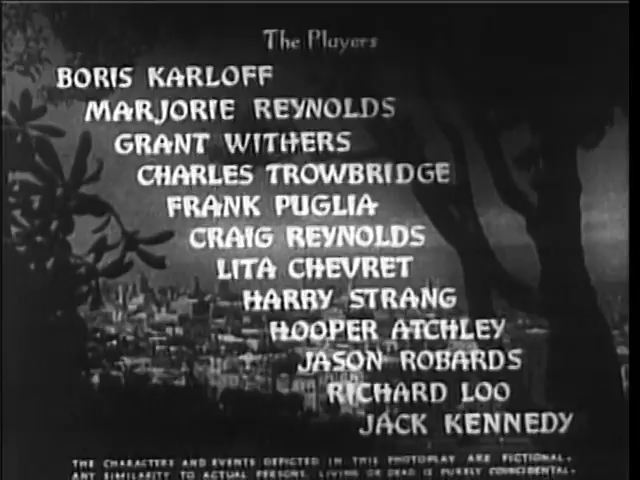 The Players
BORIS KARLOFF
MARJORIE REYNOLDS
GRANT WITHERS
CHARLES TROWBRIDGE
FRANK PUGLIA
CRAIG REYNOLDS
LITA CHEVRET
HARRY STRANG
HOOPER ATCHLEY
JASON ROBARDS
RICHARD LOO
JACK KENNEDY
THE CHARACTERS AND EVENTS DEPICTED IN THIS PHOTOPLAY ARE FICTIONAL.
ANY SIMILARITY TO ACTUAL PERSONS, LIVING OR DEAD IS PURELY COINCIDENTAL.